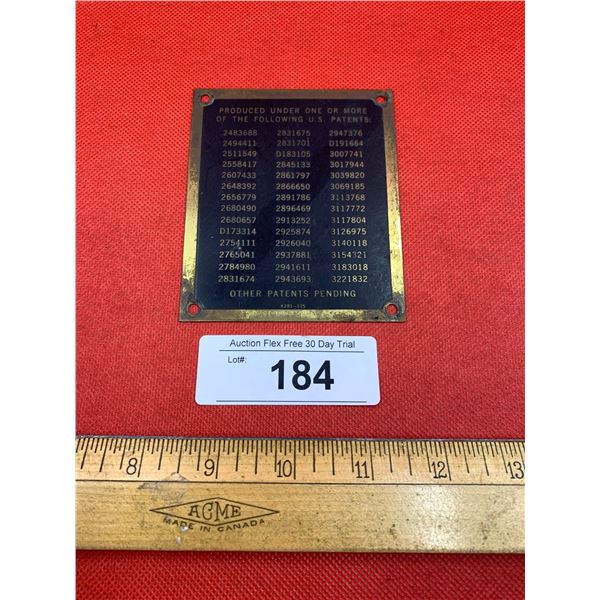 PRODUCED UNDER ONE OR MORE
OF THE FOLLOWING U.S. PATENTS:
2483688 2831675 2947376
2494411 2831701 D191664
2511549 D183105 3007741
2558417 2845133 3017944
2607433 2861797 3039820
2648392 2866650 3069185
2656779 2891786 3113768
2680490 2896469 3117772
2680657 2913252 3117804
D173314 2925874 3126975
2754111 2926040 3140118
2765041 2937881 3154321
2784980 2941611 3183018
2831674 2943693 3221832
OTHER PATENTS PENDING
Auction Flex Free 30 Day Trial
Lot#:
184
8 9 10 11 12 13
ACME
MADE IN CANADA